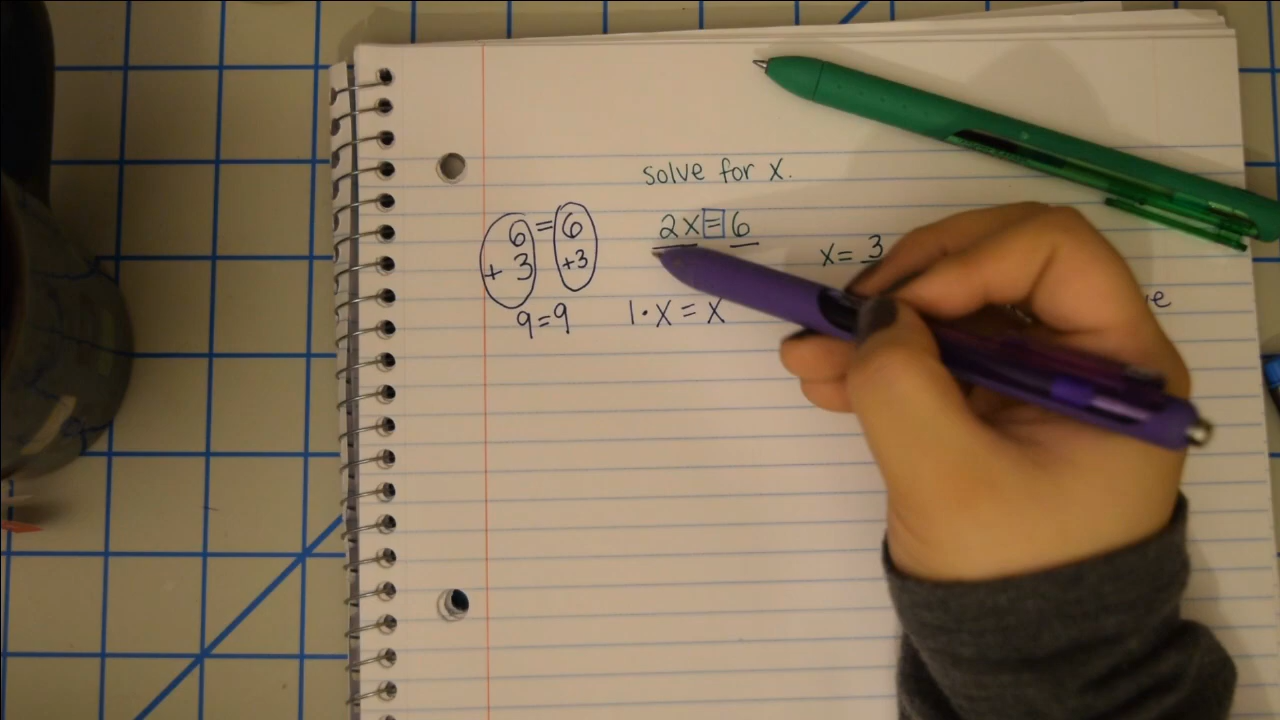 solve for x.
6 = 6
+ 3 +3
9 = 9
2x = 6
x = 3
1 · x = x